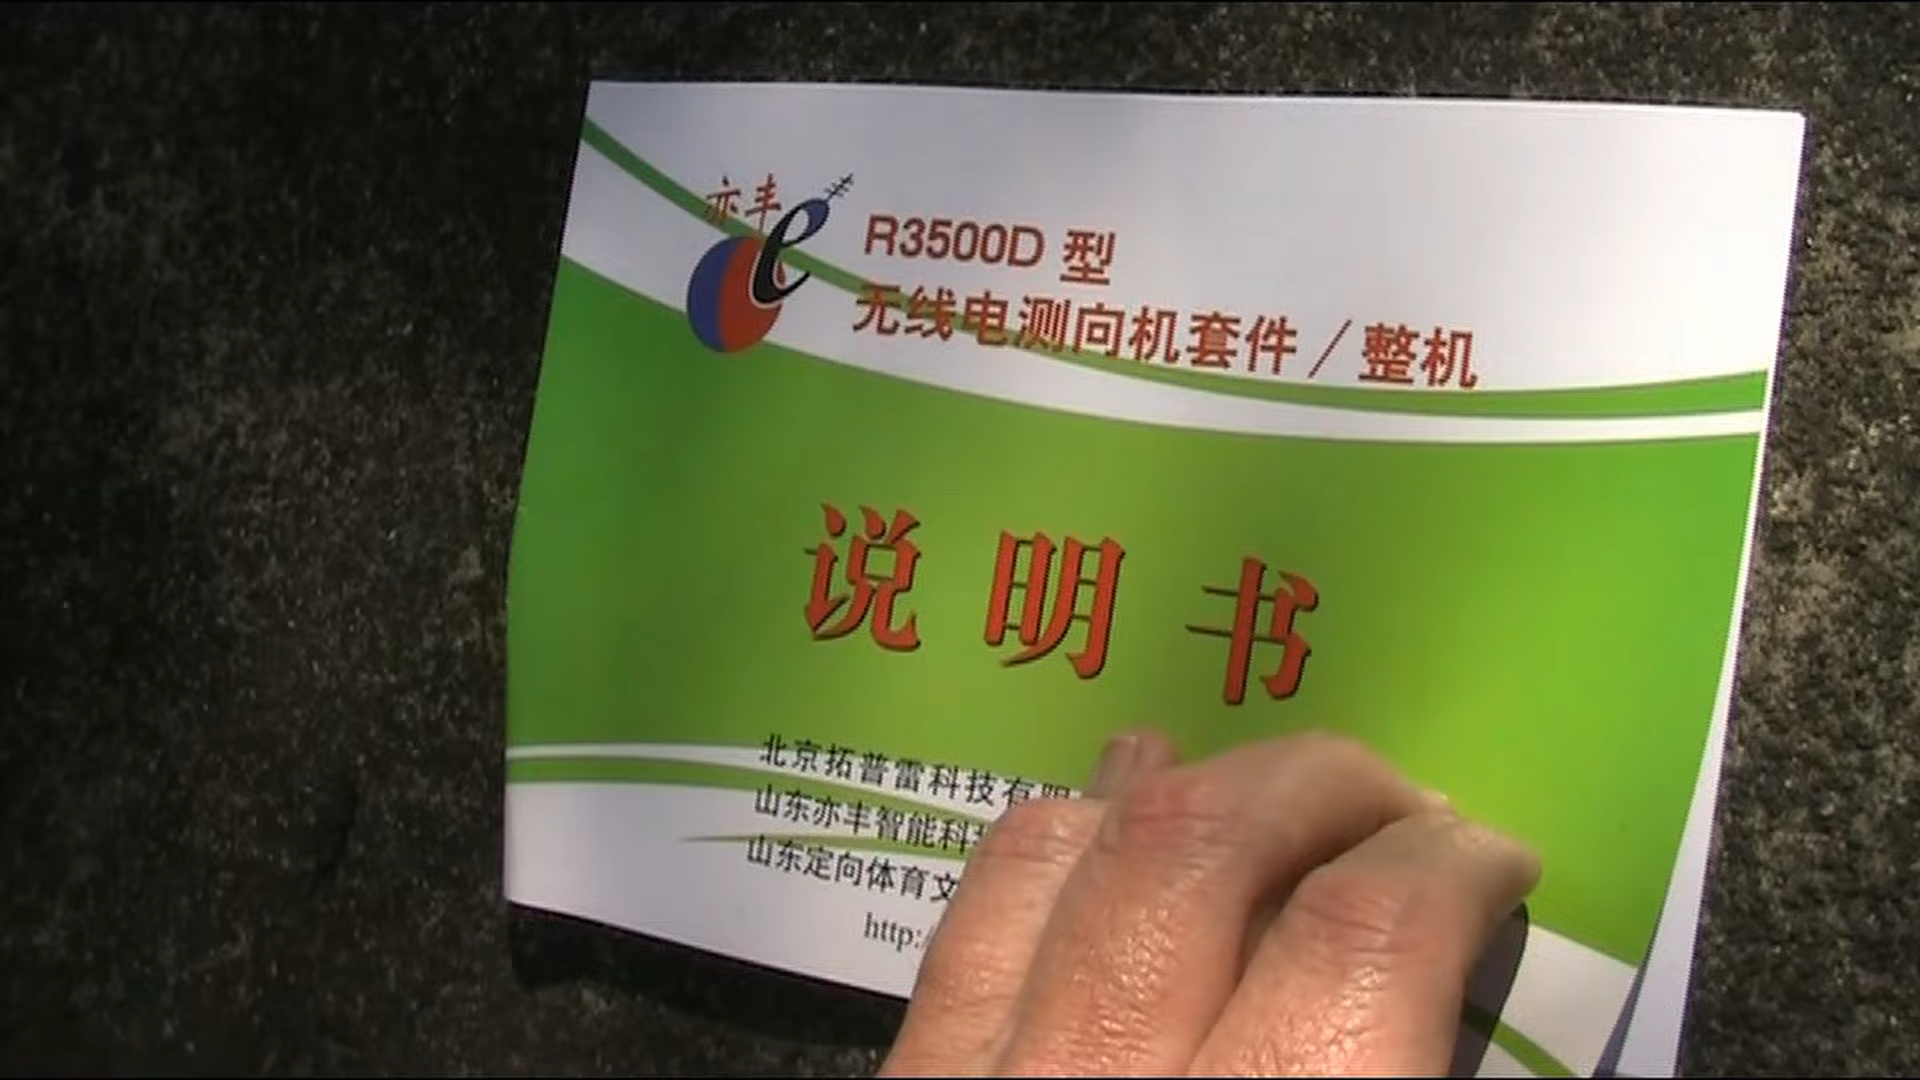 亦丰
R3500D 型
无线电测向机套件／整机
说明书
北京拓普雷科技有限
山东亦丰智能科技
山东定向体育文
http:/